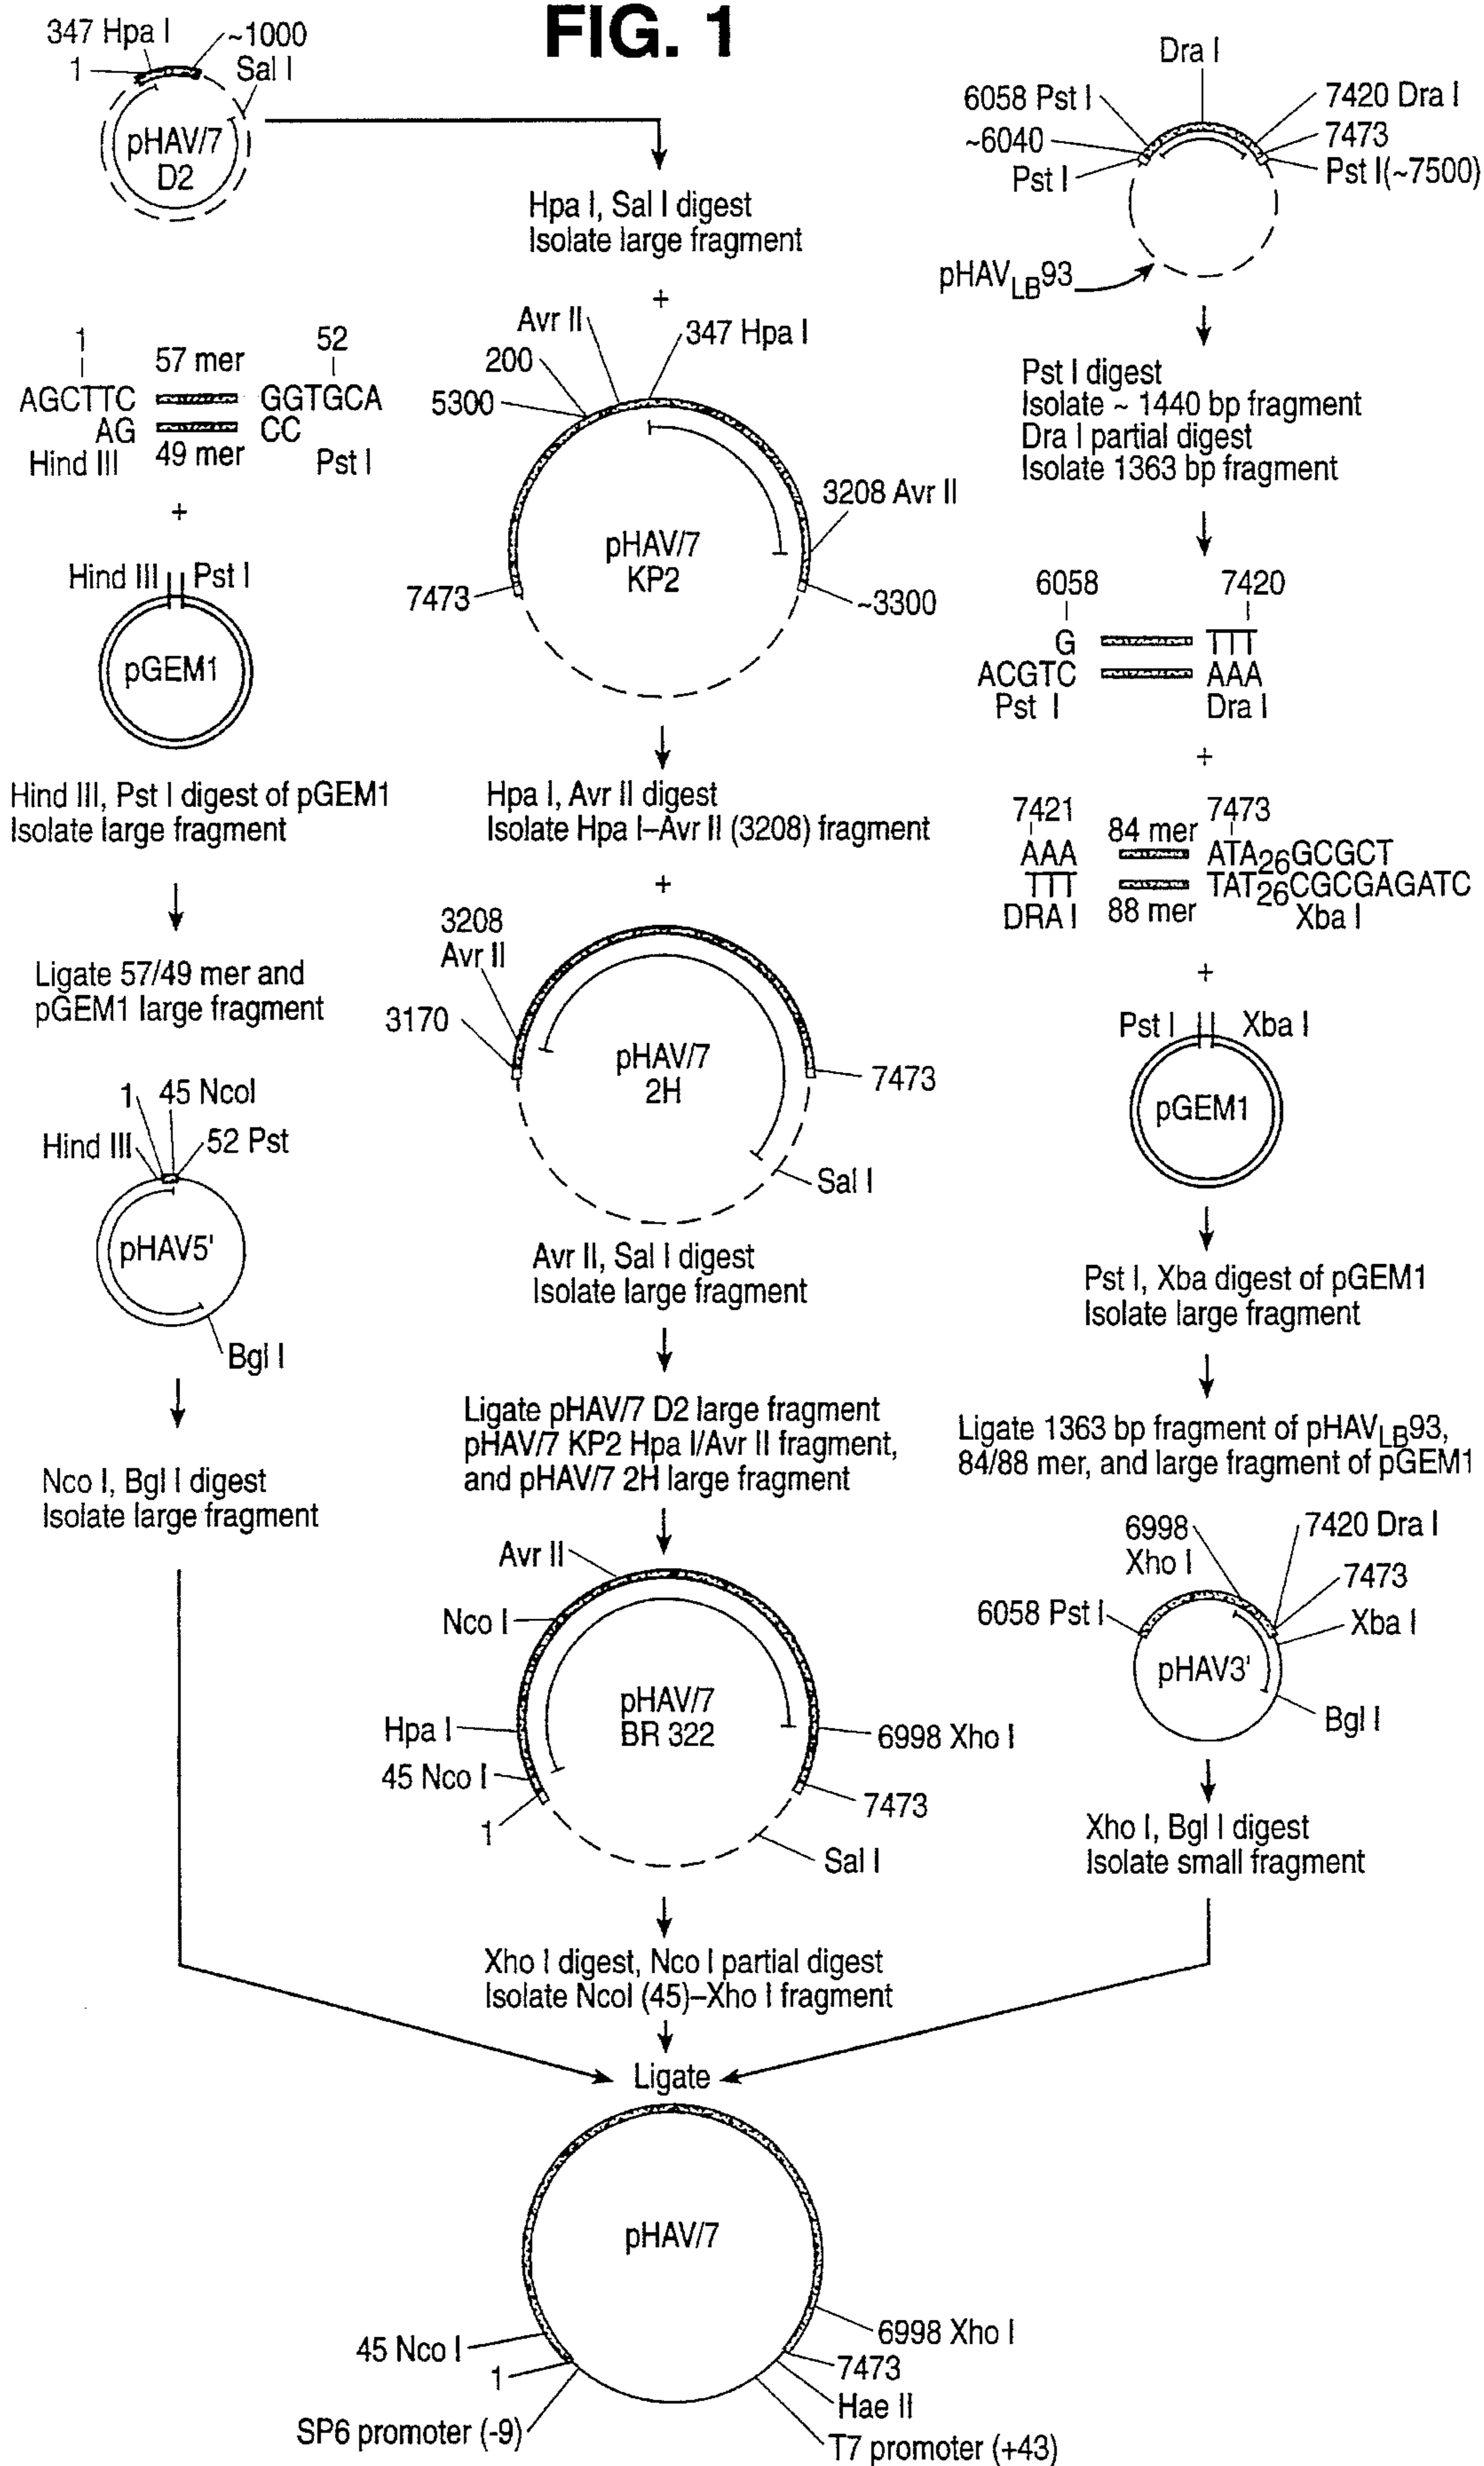 FIG. 1
347 Hpa I
~1000
1
Sal I
pHAV/7
D2
Hpa I, Sal I digest
Isolate large fragment
+
Dra I
6058 Pst I
7420 Dra I
~6040
7473
Pst I
Pst I(~7500)
pHAVLB93
1
52
57 mer
AGCTTC
GGTGCA
AG
CC
49 mer
Hind III
Pst I
+
Hind III
Pst I
pGEM1
Hind III, Pst I digest of pGEM1
Isolate large fragment
Ligate 57/49 mer and
pGEM1 large fragment
1
45 NcoI
Hind III
52 Pst
pHAV5'
Bgl I
Nco I, Bgl I digest
Isolate large fragment
Avr II
347 Hpa I
200
5300
3208 Avr II
pHAV/7
KP2
7473
~3300
Hpa I, Avr II digest
Isolate Hpa I–Avr II (3208) fragment
+
3208
Avr II
3170
pHAV/7
2H
7473
Sal I
Avr II, Sal I digest
Isolate large fragment
Ligate pHAV/7 D2 large fragment
pHAV/7 KP2 Hpa I/Avr II fragment,
and pHAV/7 2H large fragment
Avr II
Nco I
pHAV/7
BR 322
Hpa I
6998 Xho I
45 Nco I
7473
1
Sal I
Xho I digest, Nco I partial digest
Isolate NcoI (45)–Xho I fragment
Pst I digest
Isolate ~ 1440 bp fragment
Dra I partial digest
Isolate 1363 bp fragment
6058
7420
G
TTT
ACGTC
AAA
Pst I
Dra I
+
7421
7473
84 mer
AAA
ATA26GCGCT
TTT
TAT26CGCGAGATC
DRA I
88 mer
Xba I
+
Pst I
Xba I
pGEM1
Pst I, Xba digest of pGEM1
Isolate large fragment
Ligate 1363 bp fragment of pHAVLB93,
84/88 mer, and large fragment of pGEM1
6998
Xho I
7420 Dra I
7473
6058 Pst I
Xba I
pHAV3'
Bgl I
Xho I, Bgl I digest
Isolate small fragment
Ligate
pHAV/7
6998 Xho I
45 Nco I
7473
1
Hae II
SP6 promoter (-9)
T7 promoter (+43)